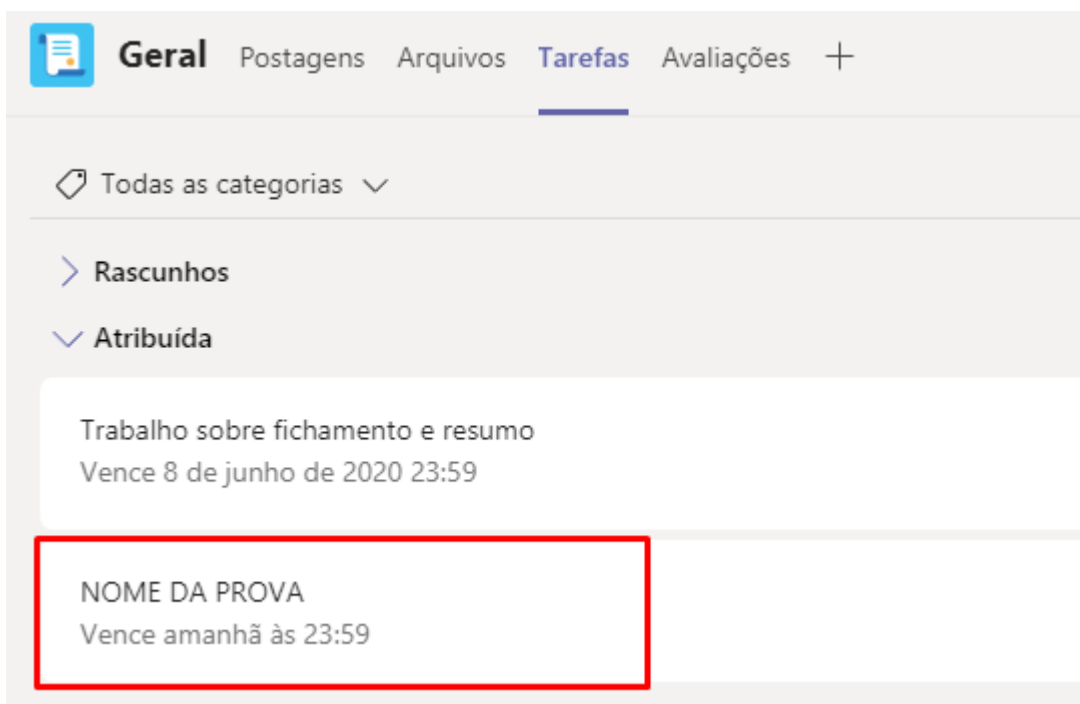 Geral Postagens Arquivos Tarefas Avaliações
Todas as categorias
Rascunhos
Atribuída
Trabalho sobre fichamento e resumo
Vence 8 de junho de 2020 23:59
NOME DA PROVA
Vence amanhã às 23:59